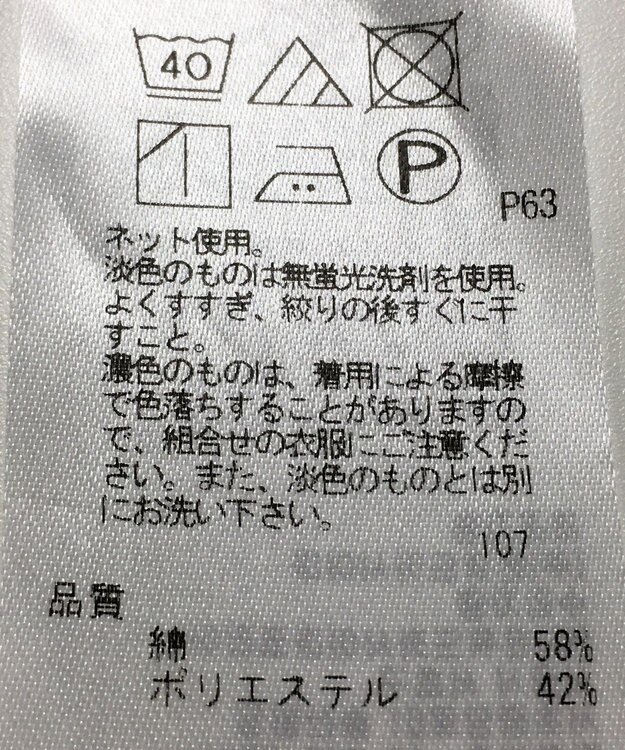 40
P
P63
ネット使用。
淡色のものは無蛍光洗剤を使用。
よくすすぎ、絞りの後すぐに干
すこと。
濃色のものは、着用による摩擦
で色落ちすることがありますの
で、組合せの衣服にご注意くだ
さい。また、淡色のものとは別
にお洗い下さい。
107
品質
綿 58%
ポリエステル 42%